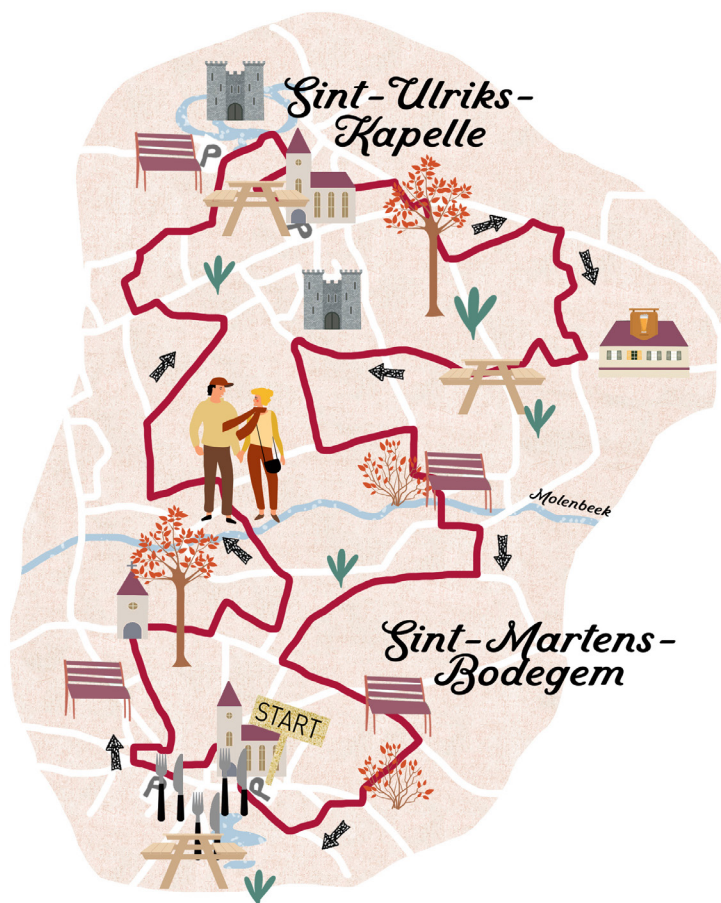 Sint-Ulriks-
Kapelle
P
P
Molenbeek
Sint-Martens-
Bodegem
START
P
P